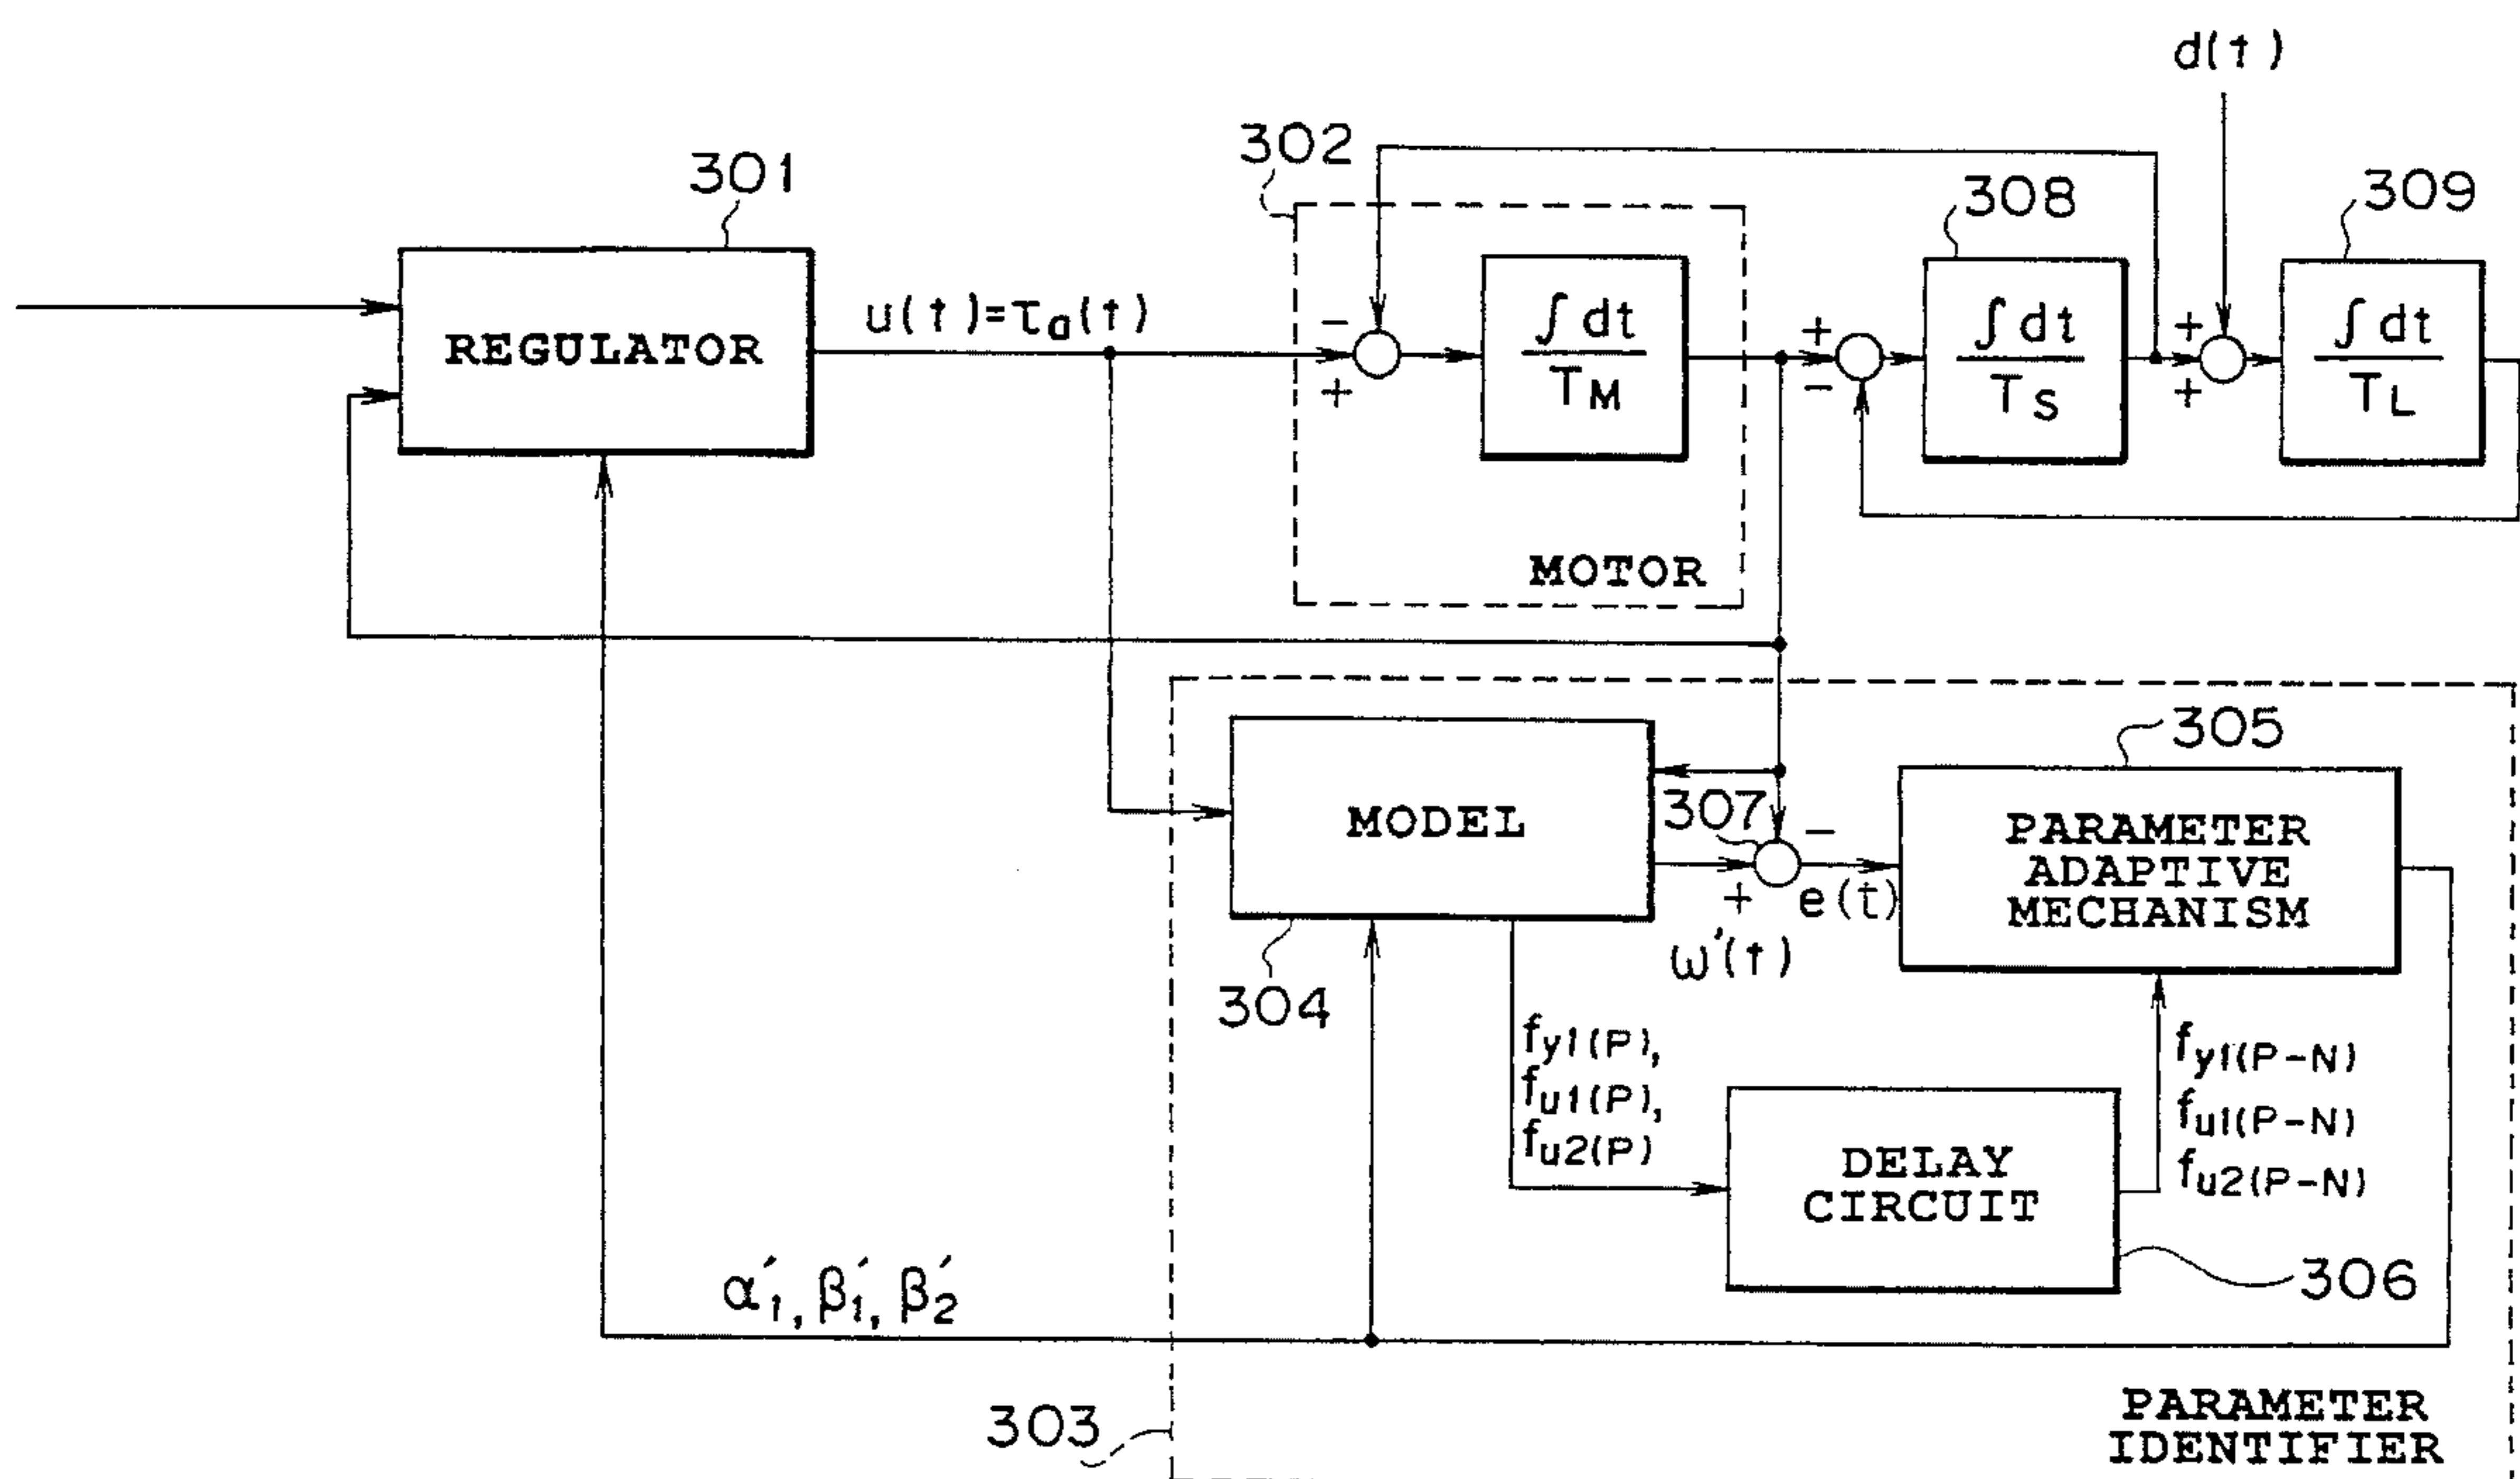 d(t)
302
301
308
309
REGULATOR
u(t)=τa(t)
-
+
∫dt
TM
+
-
∫dt
TS
+
+
∫dt
TL
MOTOR
305
MODEL
307
-
+
e(t)
ω'(t)
PARAMETER
ADAPTIVE
MECHANISM
304
fy1(P),
fu1(P),
fu2(P)
fy1(P-N)
fu1(P-N)
fu2(P-N)
DELAY
CIRCUIT
306
α'1, β'1, β'2
303
PARAMETER
IDENTIFIER